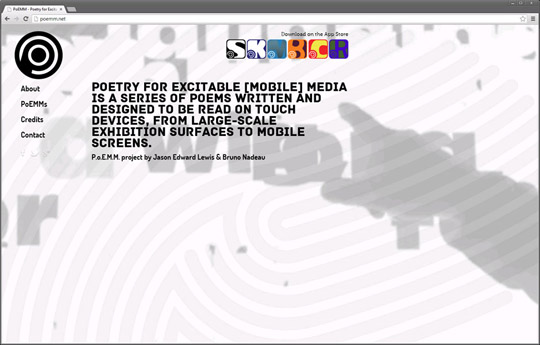 PoEMM - Poetry for Excita
poemm.net
Download on the App Store
About
PoEMMs
Credits
Contact
POETRY FOR EXCITABLE [MOBILE] MEDIA
IS A SERIES OF POEMS WRITTEN AND
DESIGNED TO BE READ ON TOUCH
DEVICES, FROM LARGE-SCALE
EXHIBITION SURFACES TO MOBILE
SCREENS.
P.o.E.M.M. project by Jason Edward Lewis & Bruno Nadeau